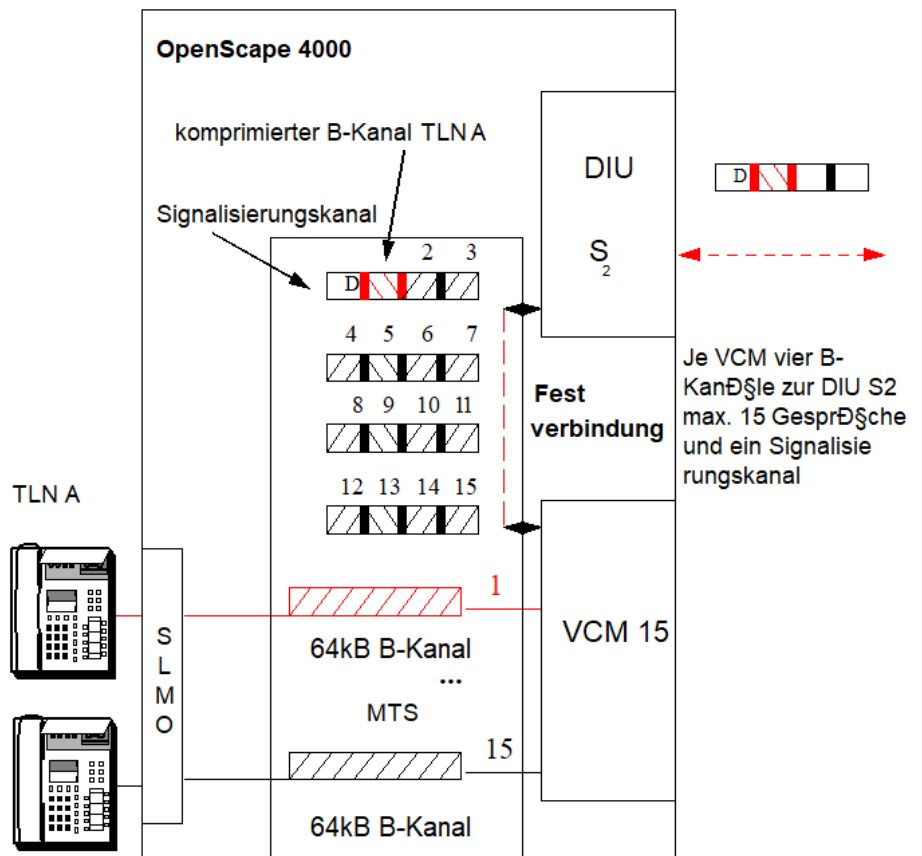 OpenScape 4000
komprimierter B-Kanal TLN A
DIU
S2
D
Signalisierungskanal
2 3
D
4 5 6 7
8 9 10 11
12 13 14 15
Fest
verbindung
Je VCM vier B-
KanÐ§le zur DIU S2
max. 15 GesprÐ§che
und ein Signalisie
rungskanal
TLN A
SLMO
1
64kB B-Kanal
...
MTS
15
64kB B-Kanal
VCM 15